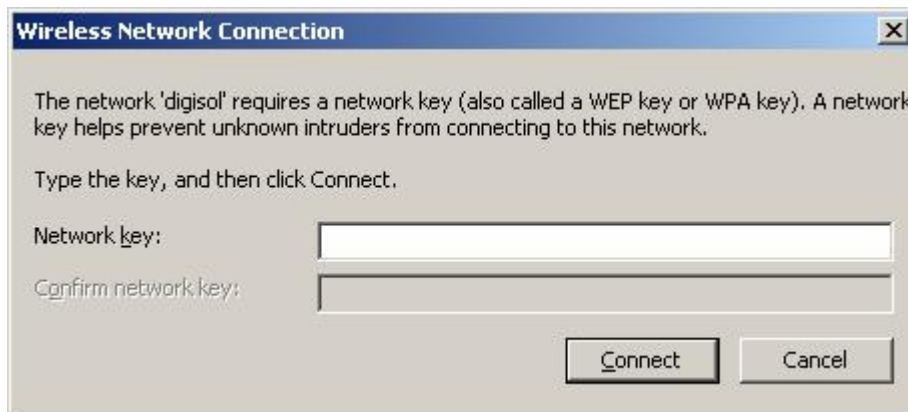 Wireless Network Connection
The network 'digisol' requires a network key (also called a WEP key or WPA key). A network
key helps prevent unknown intruders from connecting to this network.
Type the key, and then click Connect.
Network key:
Confirm network key:
Connect Cancel